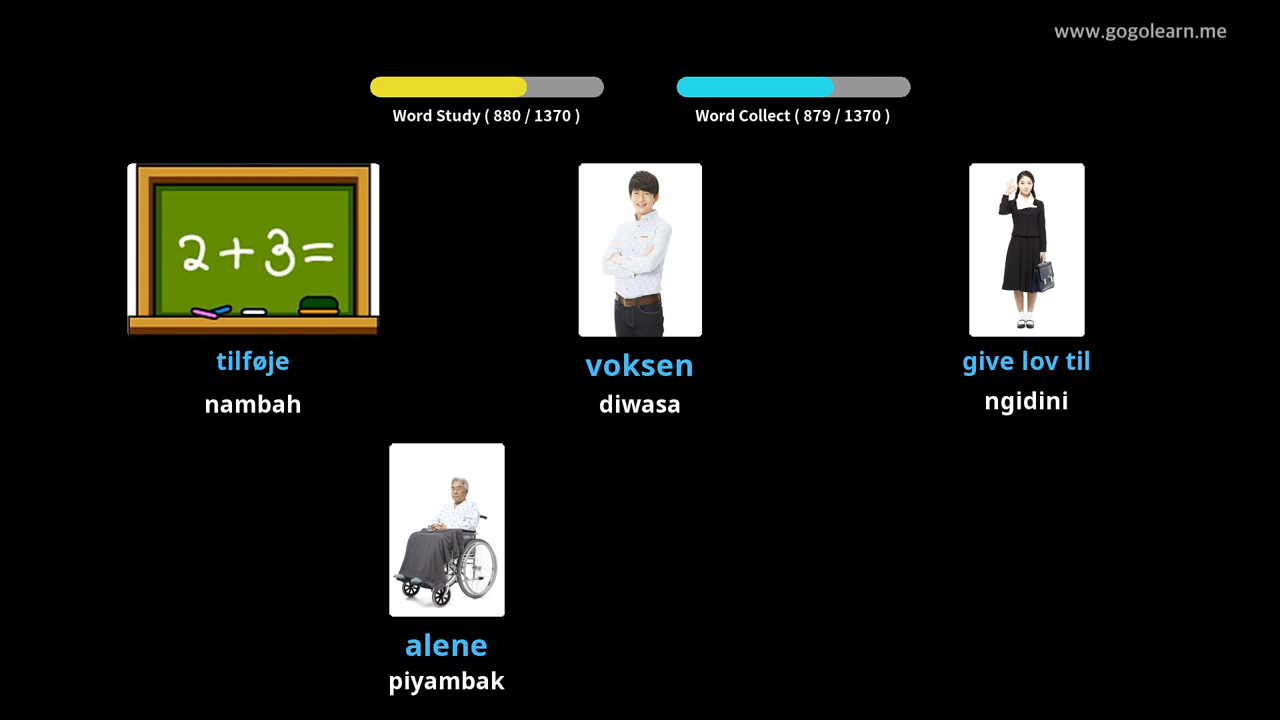 www.gogolearn.me
Word Study ( 880 / 1370 )
Word Collect ( 879 / 1370 )
2+3=
tilføje
voksen
give lov til
nambah
diwasa
ngidini
alene
piyambak